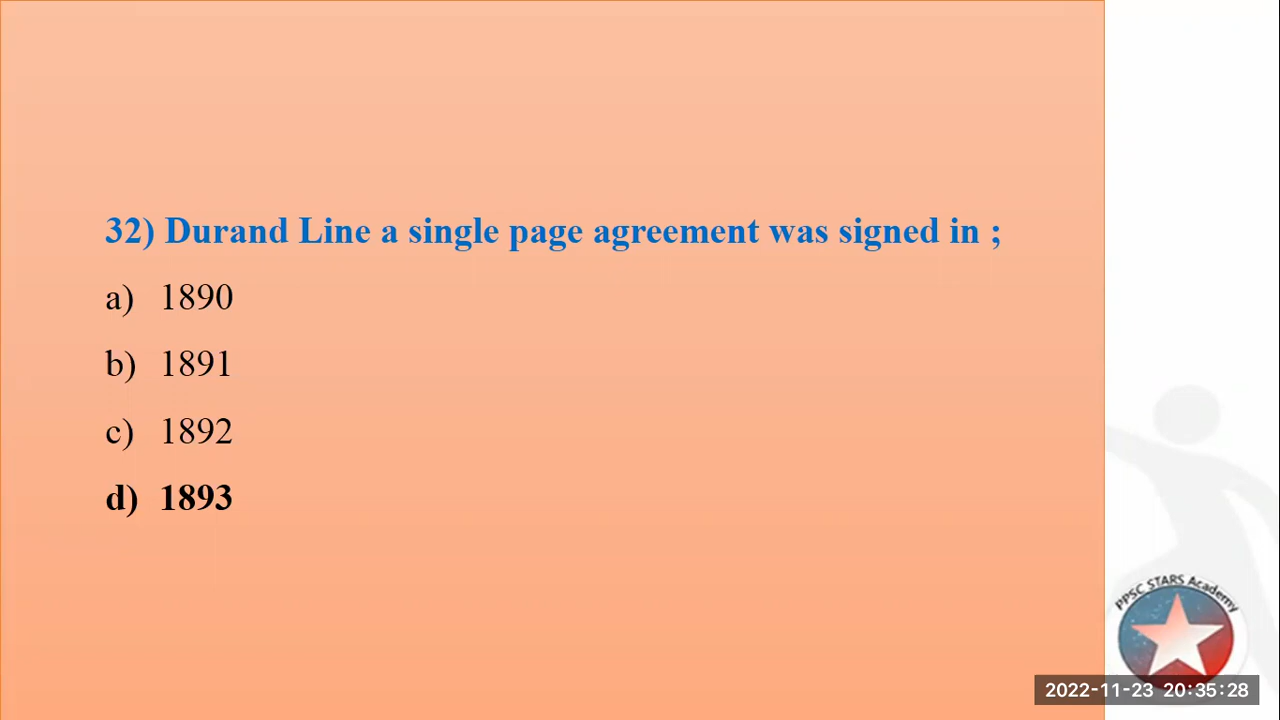 32) Durand Line a single page agreement was signed in ;
a) 1890
b) 1891
c) 1892
d) 1893
PPSC STARS Academy
2022-11-23 20:35:28